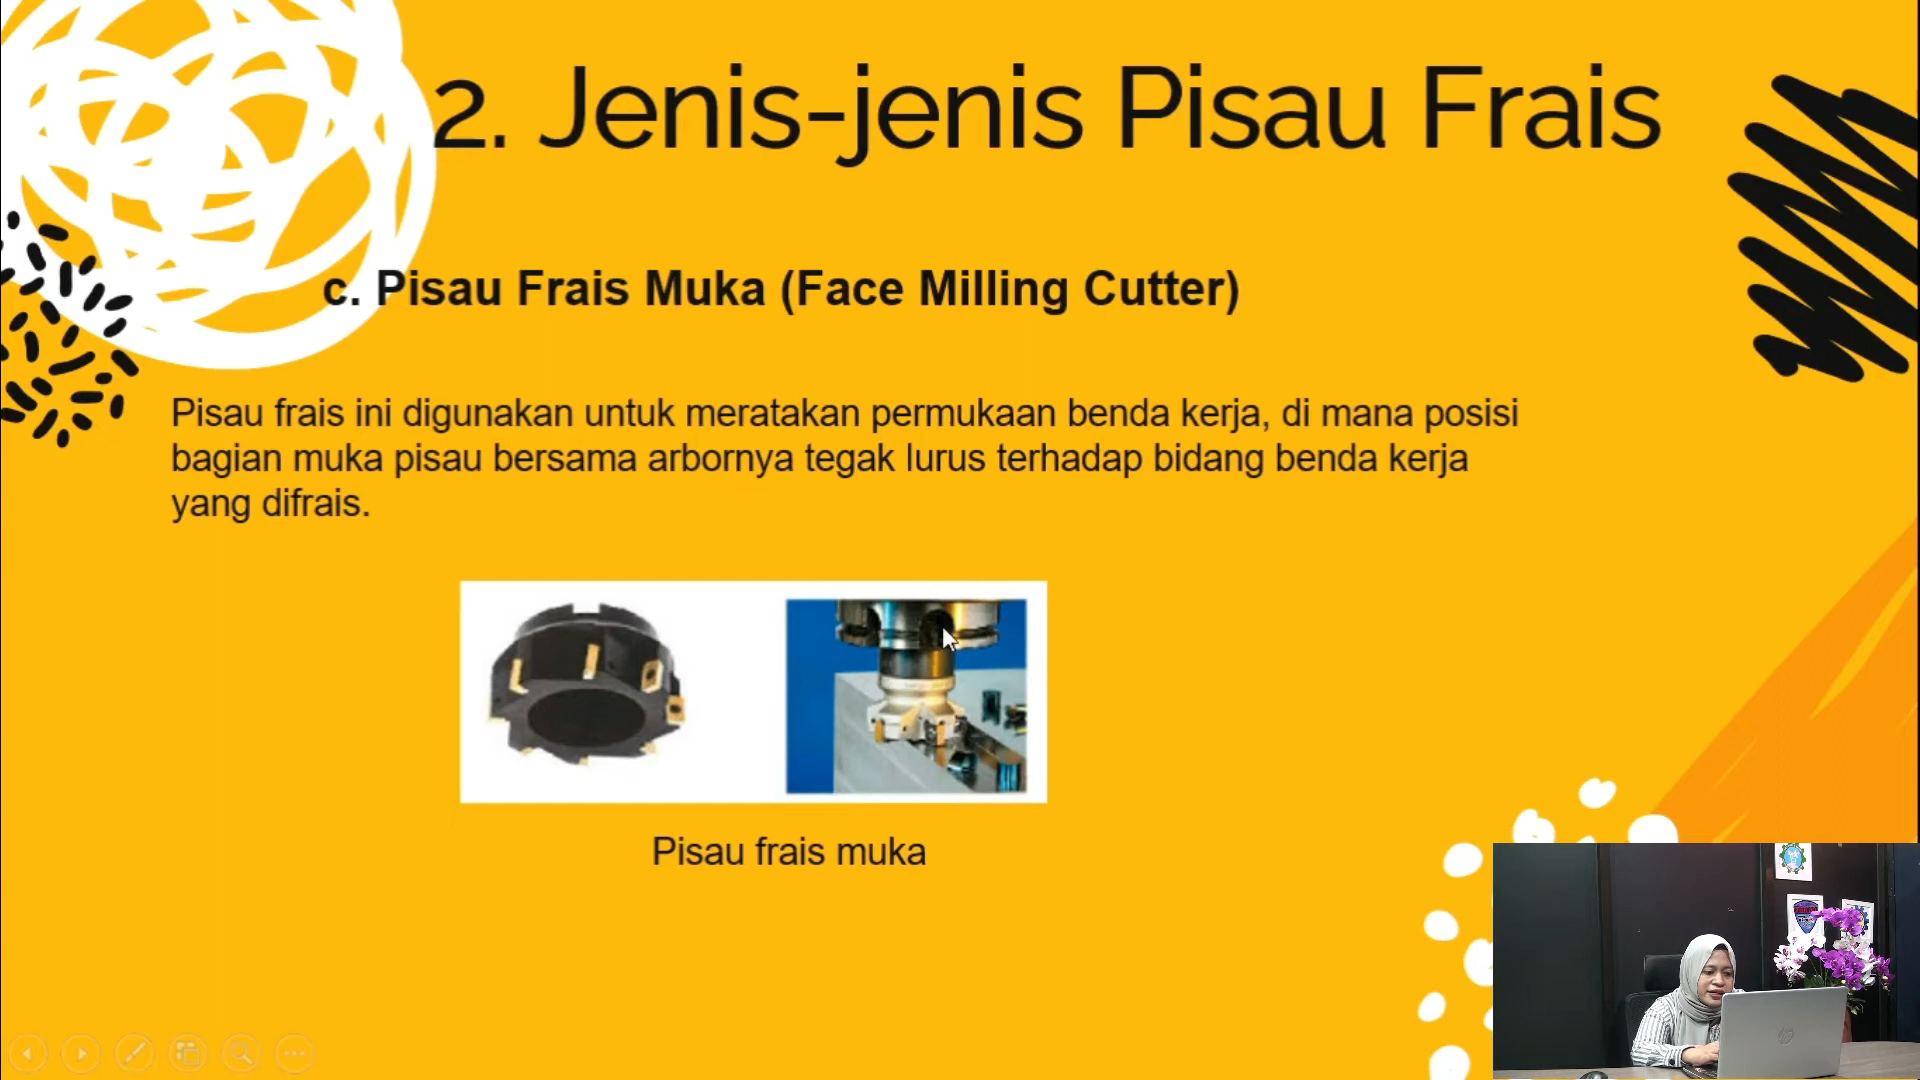 2. Jenis-jenis Pisau Frais
c. Pisau Frais Muka (Face Milling Cutter)
Pisau frais ini digunakan untuk meratakan permukaan benda kerja, di mana posisi
bagian muka pisau bersama arbornya tegak lurus terhadap bidang benda kerja
yang difrais.
Pisau frais muka